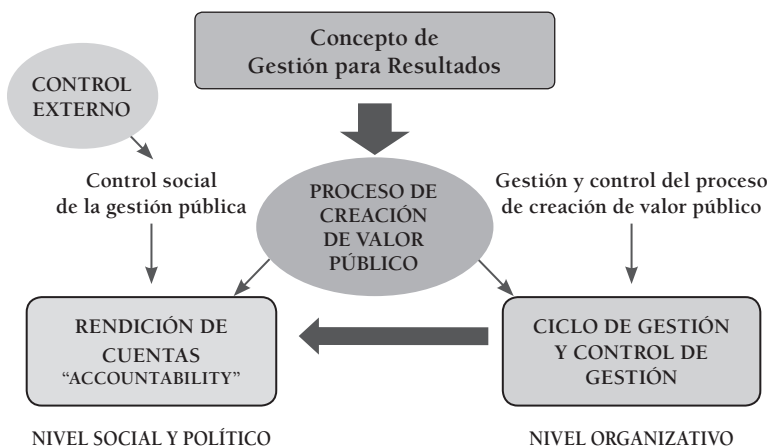 Concepto de
Gestión para Resultados
CONTROL
EXTERNO
Control social
de la gestión pública
PROCESO DE
CREACIÓN
DE VALOR
PÚBLICO
Gestión y control del proceso
de creación de valor público
RENDICIÓN DE
CUENTAS
“ACCOUNTABILITY”
CICLO DE GESTIÓN
Y CONTROL DE
GESTIÓN
NIVEL SOCIAL Y POLÍTICO
NIVEL ORGANIZATIVO